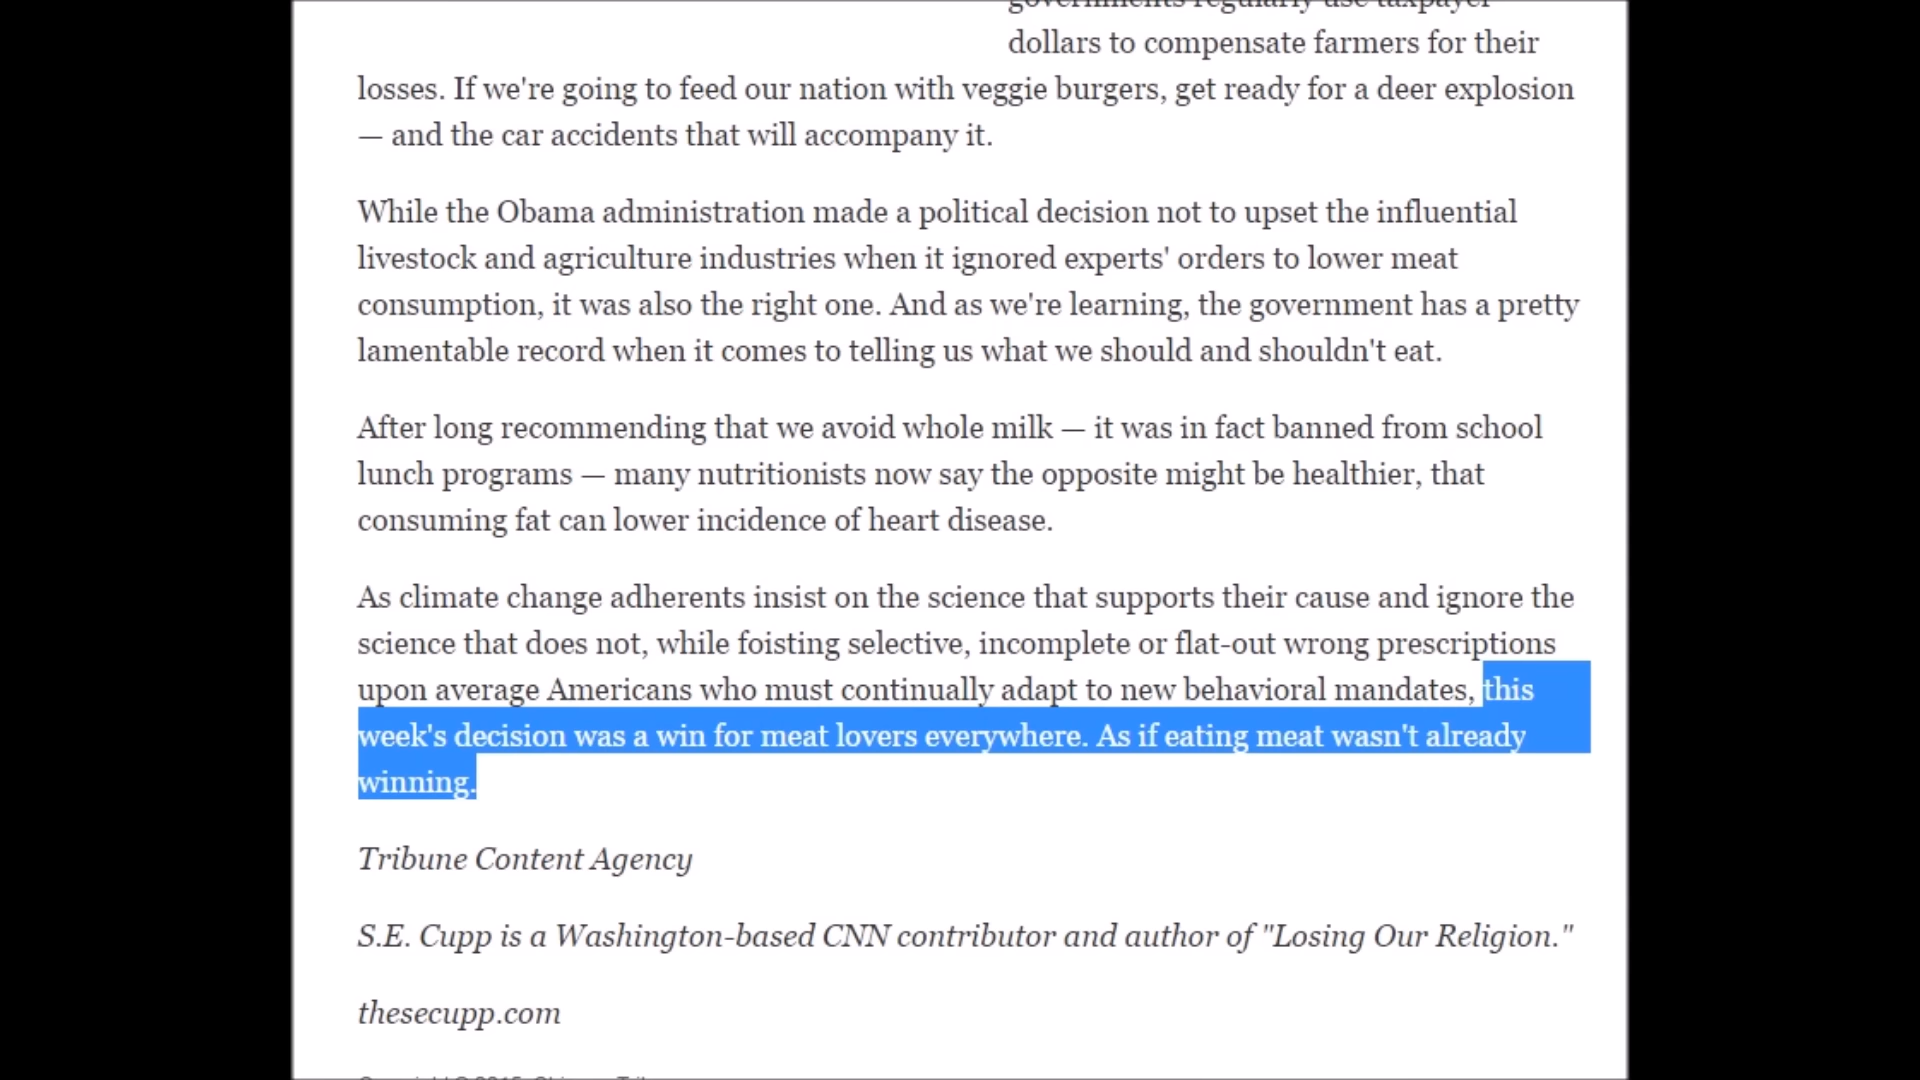 governments regularly use taxpayer
dollars to compensate farmers for their
losses. If we're going to feed our nation with veggie burgers, get ready for a deer explosion
— and the car accidents that will accompany it.
While the Obama administration made a political decision not to upset the influential
livestock and agriculture industries when it ignored experts' orders to lower meat
consumption, it was also the right one. And as we're learning, the government has a pretty
lamentable record when it comes to telling us what we should and shouldn't eat.
After long recommending that we avoid whole milk — it was in fact banned from school
lunch programs — many nutritionists now say the opposite might be healthier, that
consuming fat can lower incidence of heart disease.
As climate change adherents insist on the science that supports their cause and ignore the
science that does not, while foisting selective, incomplete or flat-out wrong prescriptions
upon average Americans who must continually adapt to new behavioral mandates, this
week's decision was a win for meat lovers everywhere. As if eating meat wasn't already
winning.
Tribune Content Agency
S.E. Cupp is a Washington-based CNN contributor and author of "Losing Our Religion."
thesecupp.com